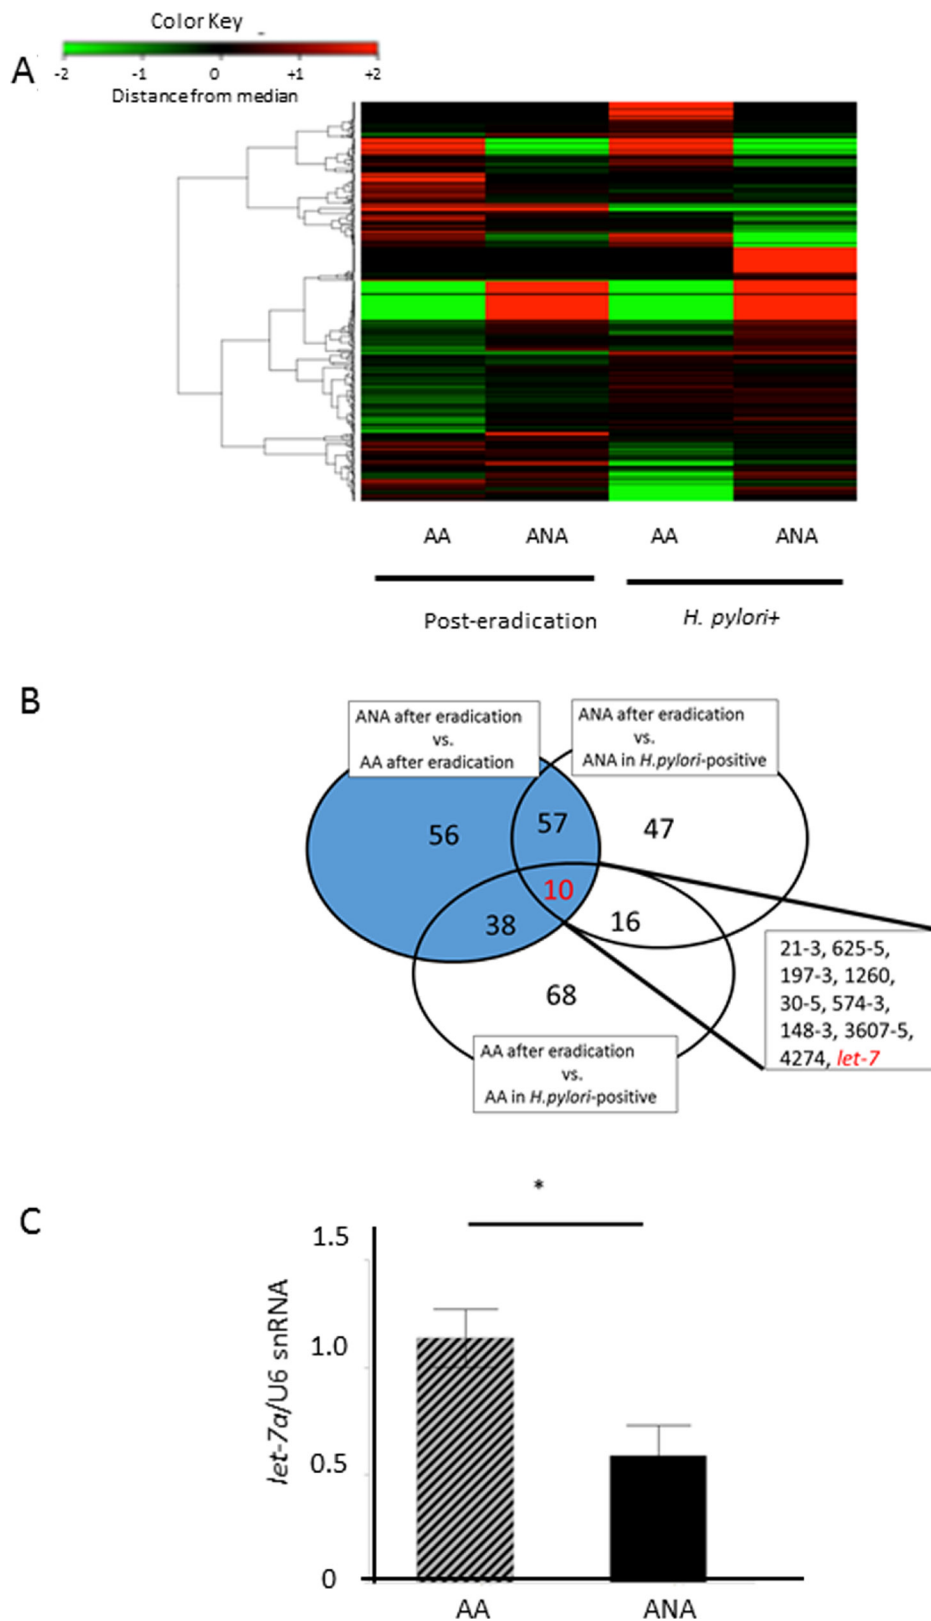 Color Key
A
-2 -1 0 +1 +2
Distance from median
AA ANA AA ANA
Post-eradication H. pylori+
B
ANA after eradication
vs.
AA after eradication
ANA after eradication
vs.
ANA in H.pylori-positive
56 57 47
10
38 16
68
21-3, 625-5,
197-3, 1260,
30-5, 574-3,
148-3, 3607-5,
4274, let-7
AA after eradication
vs.
AA in H.pylori-positive
C
*
1.5
1.0
0.5
0
let-7a/U6 snRNA
AA ANA